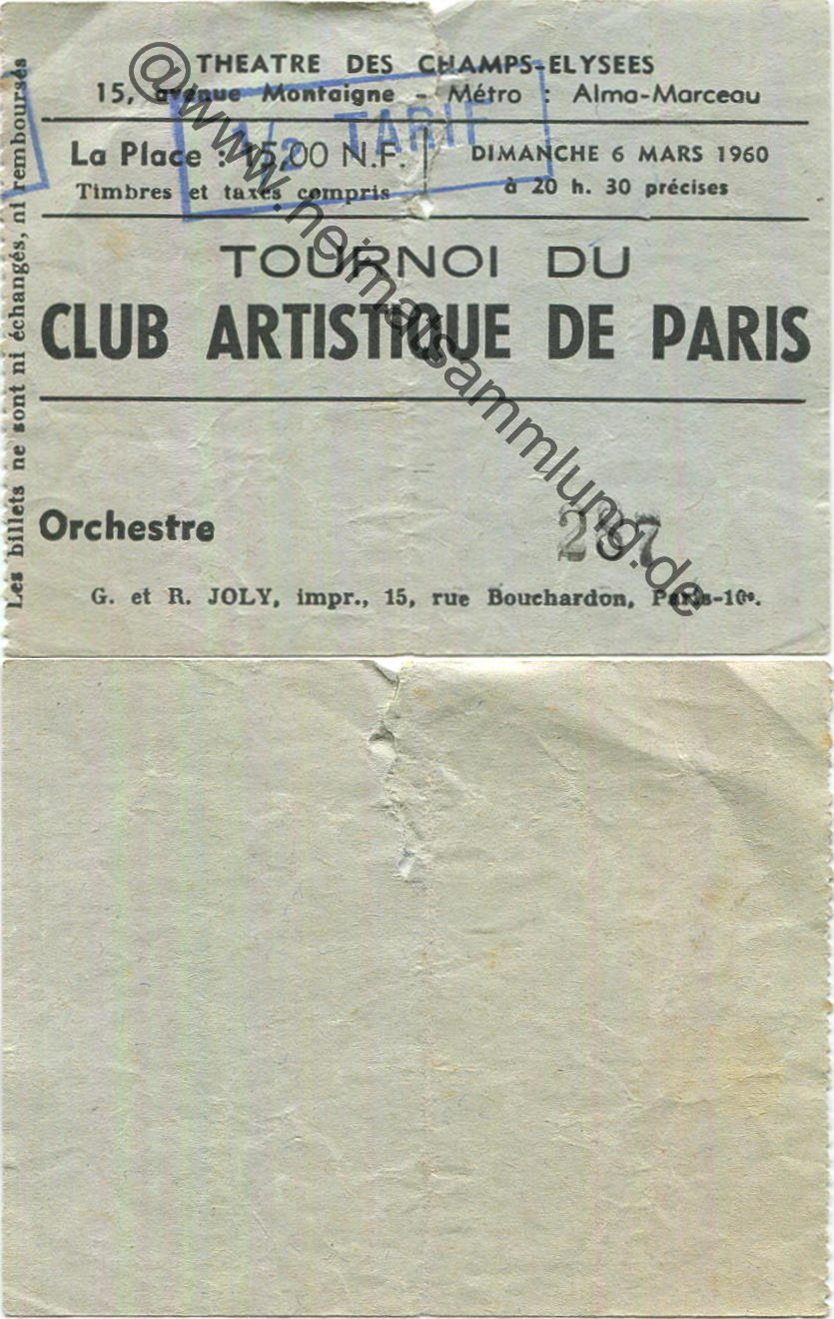 THEATRE DES CHAMPS-ELYSEES
15, avenue Montaigne - Métro : Alma-Marceau
1/2 TARIF
La Place : 15,00 N.F.
Timbres et taxes compris
DIMANCHE 6 MARS 1960
à 20 h. 30 précises
TOURNOI DU
CLUB ARTISTIQUE DE PARIS
Orchestre
287
G. et R. JOLY, impr., 15, rue Bouchardon, Paris-10e.
Les billets ne sont ni échangés, ni remboursés
@www.heimatsammlung.de